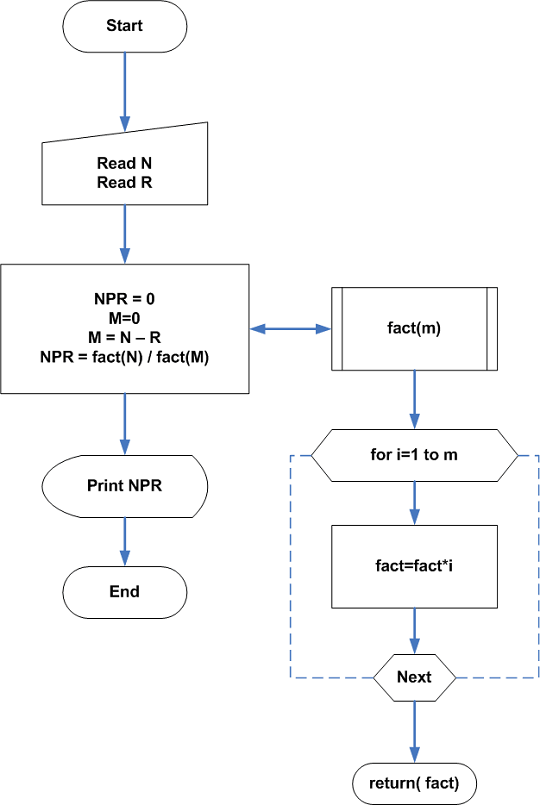 Start
Read N
Read R
NPR = 0
M=0
M = N – R
NPR = fact(N) / fact(M)
Print NPR
End
fact(m)
for i=1 to m
fact=fact*i
Next
return( fact)